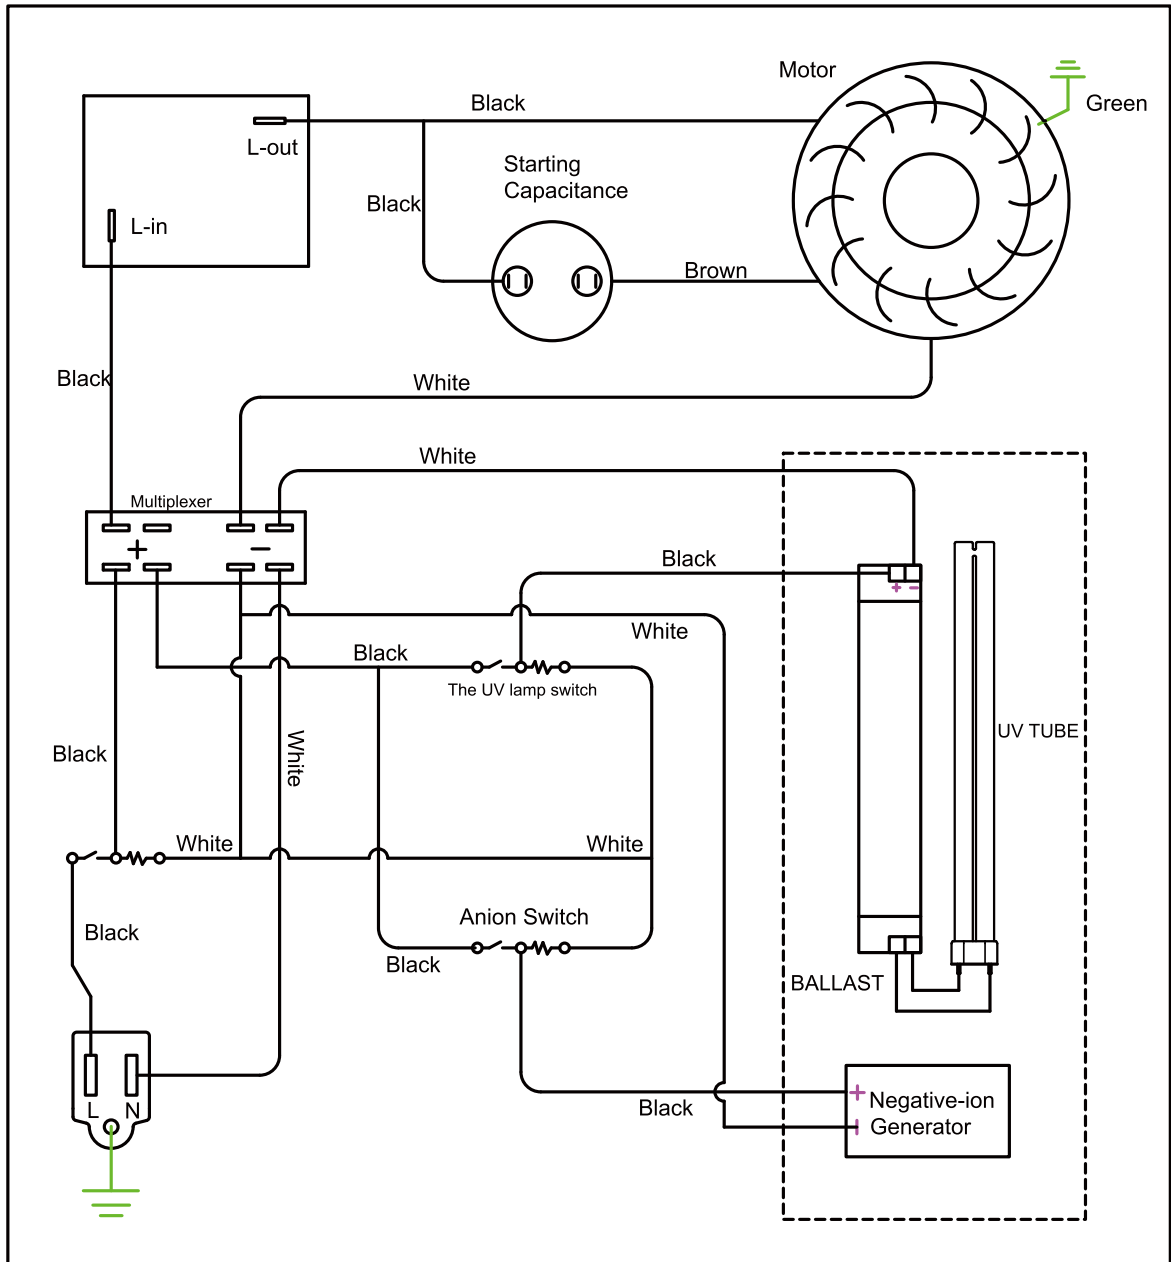 Motor
Black
Green
L-out
Starting
Capacitance
Black
L-in
Brown
Black
White
White
Multiplexer
+
−
Black
+ -
White
Black
The UV lamp switch
UV TUBE
White
Black
White
White
Anion Switch
Black
Black
BALLAST
+
Negative-ion
L
N
Black
Generator